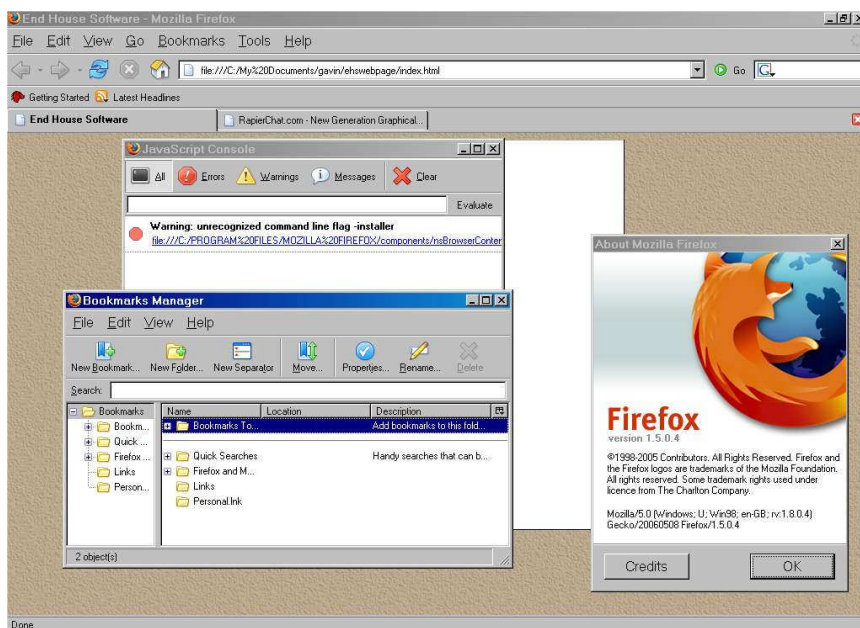 End House Software - Mozilla Firefox
File Edit View Go Bookmarks Tools Help
file:///C:/My%20Documents/gavin/ehswebpage/index.html Go G
Getting Started Latest Headlines
End House Software RapierChat.com - New Generation Graphical...
JavaScript Console
All Errors Warnings Messages Clear
Evaluate
Warning: unrecognized command line flag -installer
file:///C:/PROGRAM%20FILES/MOZILLA%20FIREFOX/components/nsBrowserConter
Bookmarks Manager
File Edit View Help
New Bookmark... New Folder... New Separator Move... Properties... Rename... Delete
Search:
Bookmarks
Bookm...
Quick ...
Firefox ...
Links
Person...
Name Location Description
Bookmarks To... Add bookmarks to this fold...
Quick Searches Handy searches that can b...
Firefox and M...
Links
Personal.lnk
2 object(s)
About Mozilla Firefox
Firefox
version 1.5.0.4
©1998-2005 Contributors. All Rights Reserved. Firefox and
the Firefox logos are trademarks of the Mozilla Foundation.
All rights reserved. Some trademark rights used under
licence from The Charlton Company.
Mozilla/5.0 (Windows; U; Win98; en-GB; rv:1.8.0.4)
Gecko/20060508 Firefox/1.5.0.4
Credits OK
Done